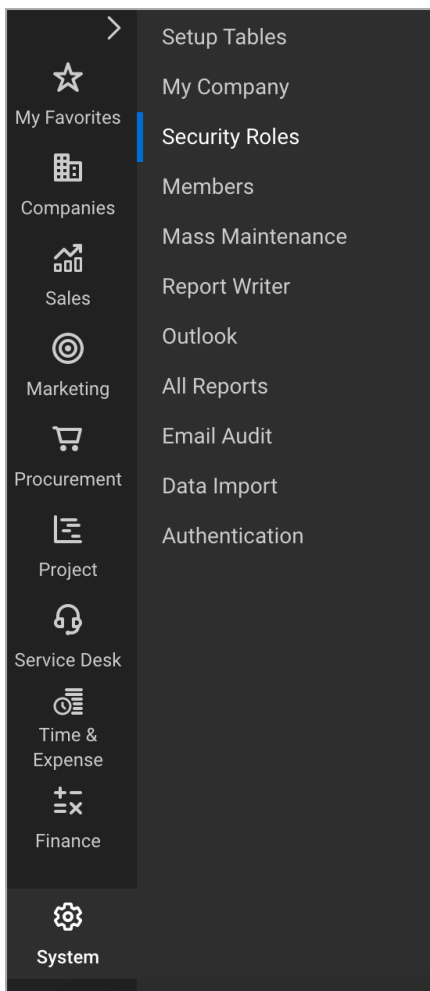 My Favorites
Companies
Sales
Marketing
Procurement
Project
Service Desk
Time &
Expense
Finance
System
Setup Tables
My Company
Security Roles
Members
Mass Maintenance
Report Writer
Outlook
All Reports
Email Audit
Data Import
Authentication